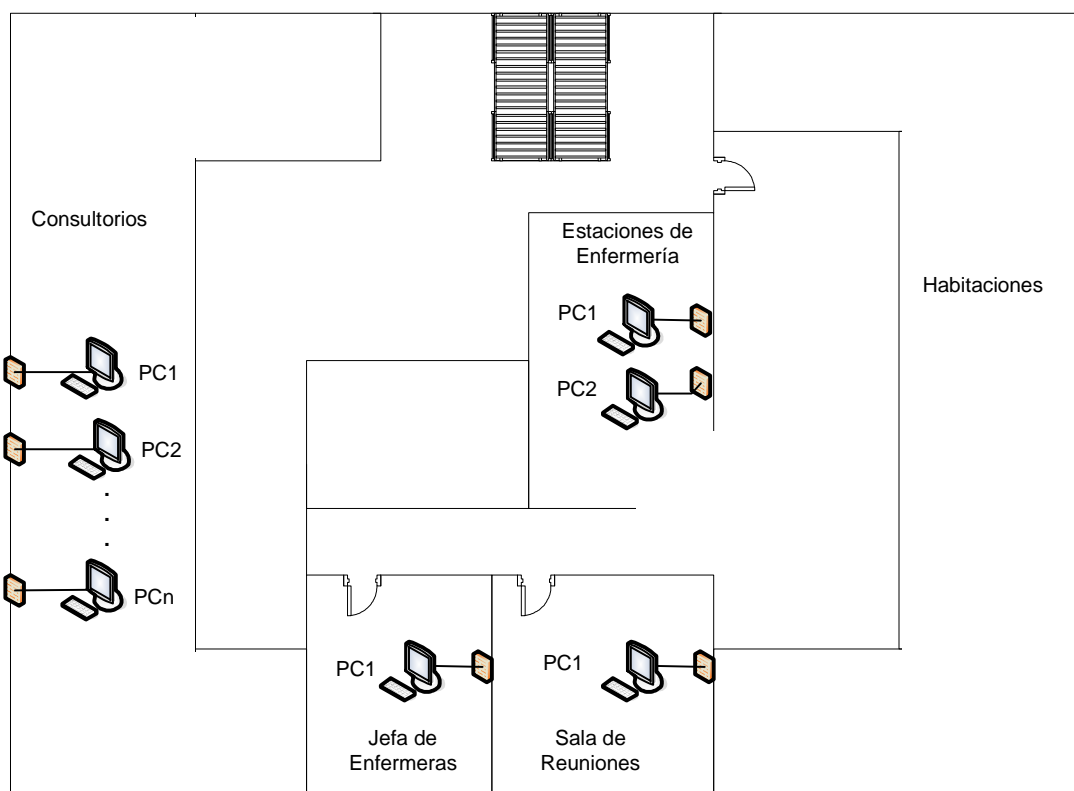 Consultorios
PC1
PC2
.
.
.
PCn
Estaciones de
Enfermería
PC1
PC2
Habitaciones
PC1
Jefa de
Enfermeras
PC1
Sala de
Reuniones